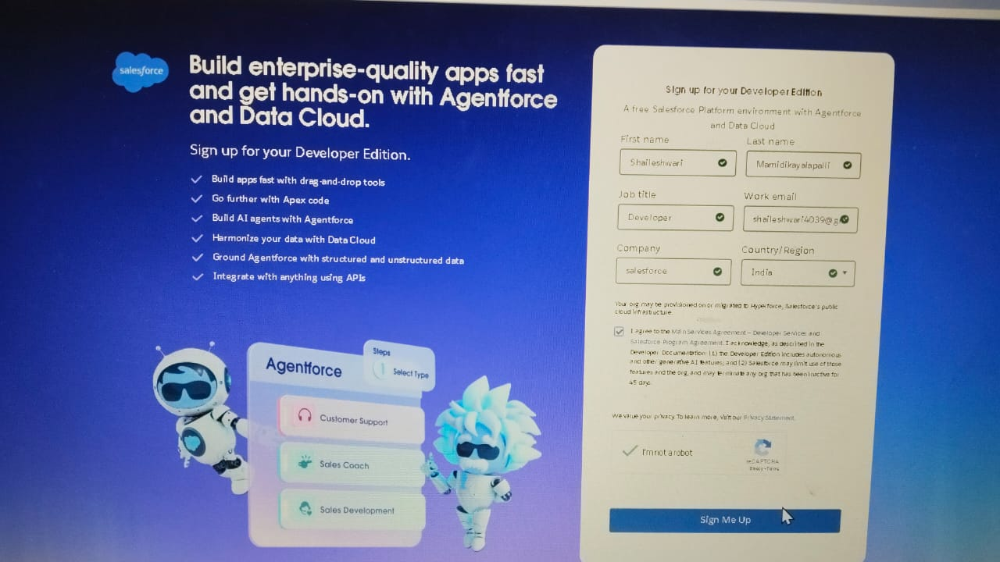 salesforce
Build enterprise-quality apps fast
and get hands-on with Agentforce
and Data Cloud.
Sign up for your Developer Edition.
Build apps fast with drag-and-drop tools
Go further with Apex code
Build AI agents with Agentforce
Harmonize your data with Data Cloud
Ground Agentforce with structured and unstructured data
Integrate with anything using APIs
Agentforce
Steps
Select Type
Customer Support
Sales Coach
Sales Development
Sign up for your Developer Edition
A free Salesforce Platform environment with Agentforce
and Data Cloud
First name
Last name
Shaileshwari
Mamidikayalapalli
Job title
Work email
Developer
shaileshwari4039@g
Company
Country/Region
salesforce
India
Your org may be provisioned on or migrated to Hyperforce, Salesforce's public
cloud infrastructure.
I agree to the Main Services Agreement – Developer Services and
Salesforce Program Agreement. I acknowledge, as described in the
Developer Documentation: (1) the Developer Edition includes autonomous
and other generative AI features; and (2) Salesforce may limit use of those
features and the org, and may terminate any org that has been inactive for
45 days.
We value your privacy. To learn more, visit our Privacy Statement.
I'm not a robot
reCAPTCHA
Privacy - Terms
Sign Me Up